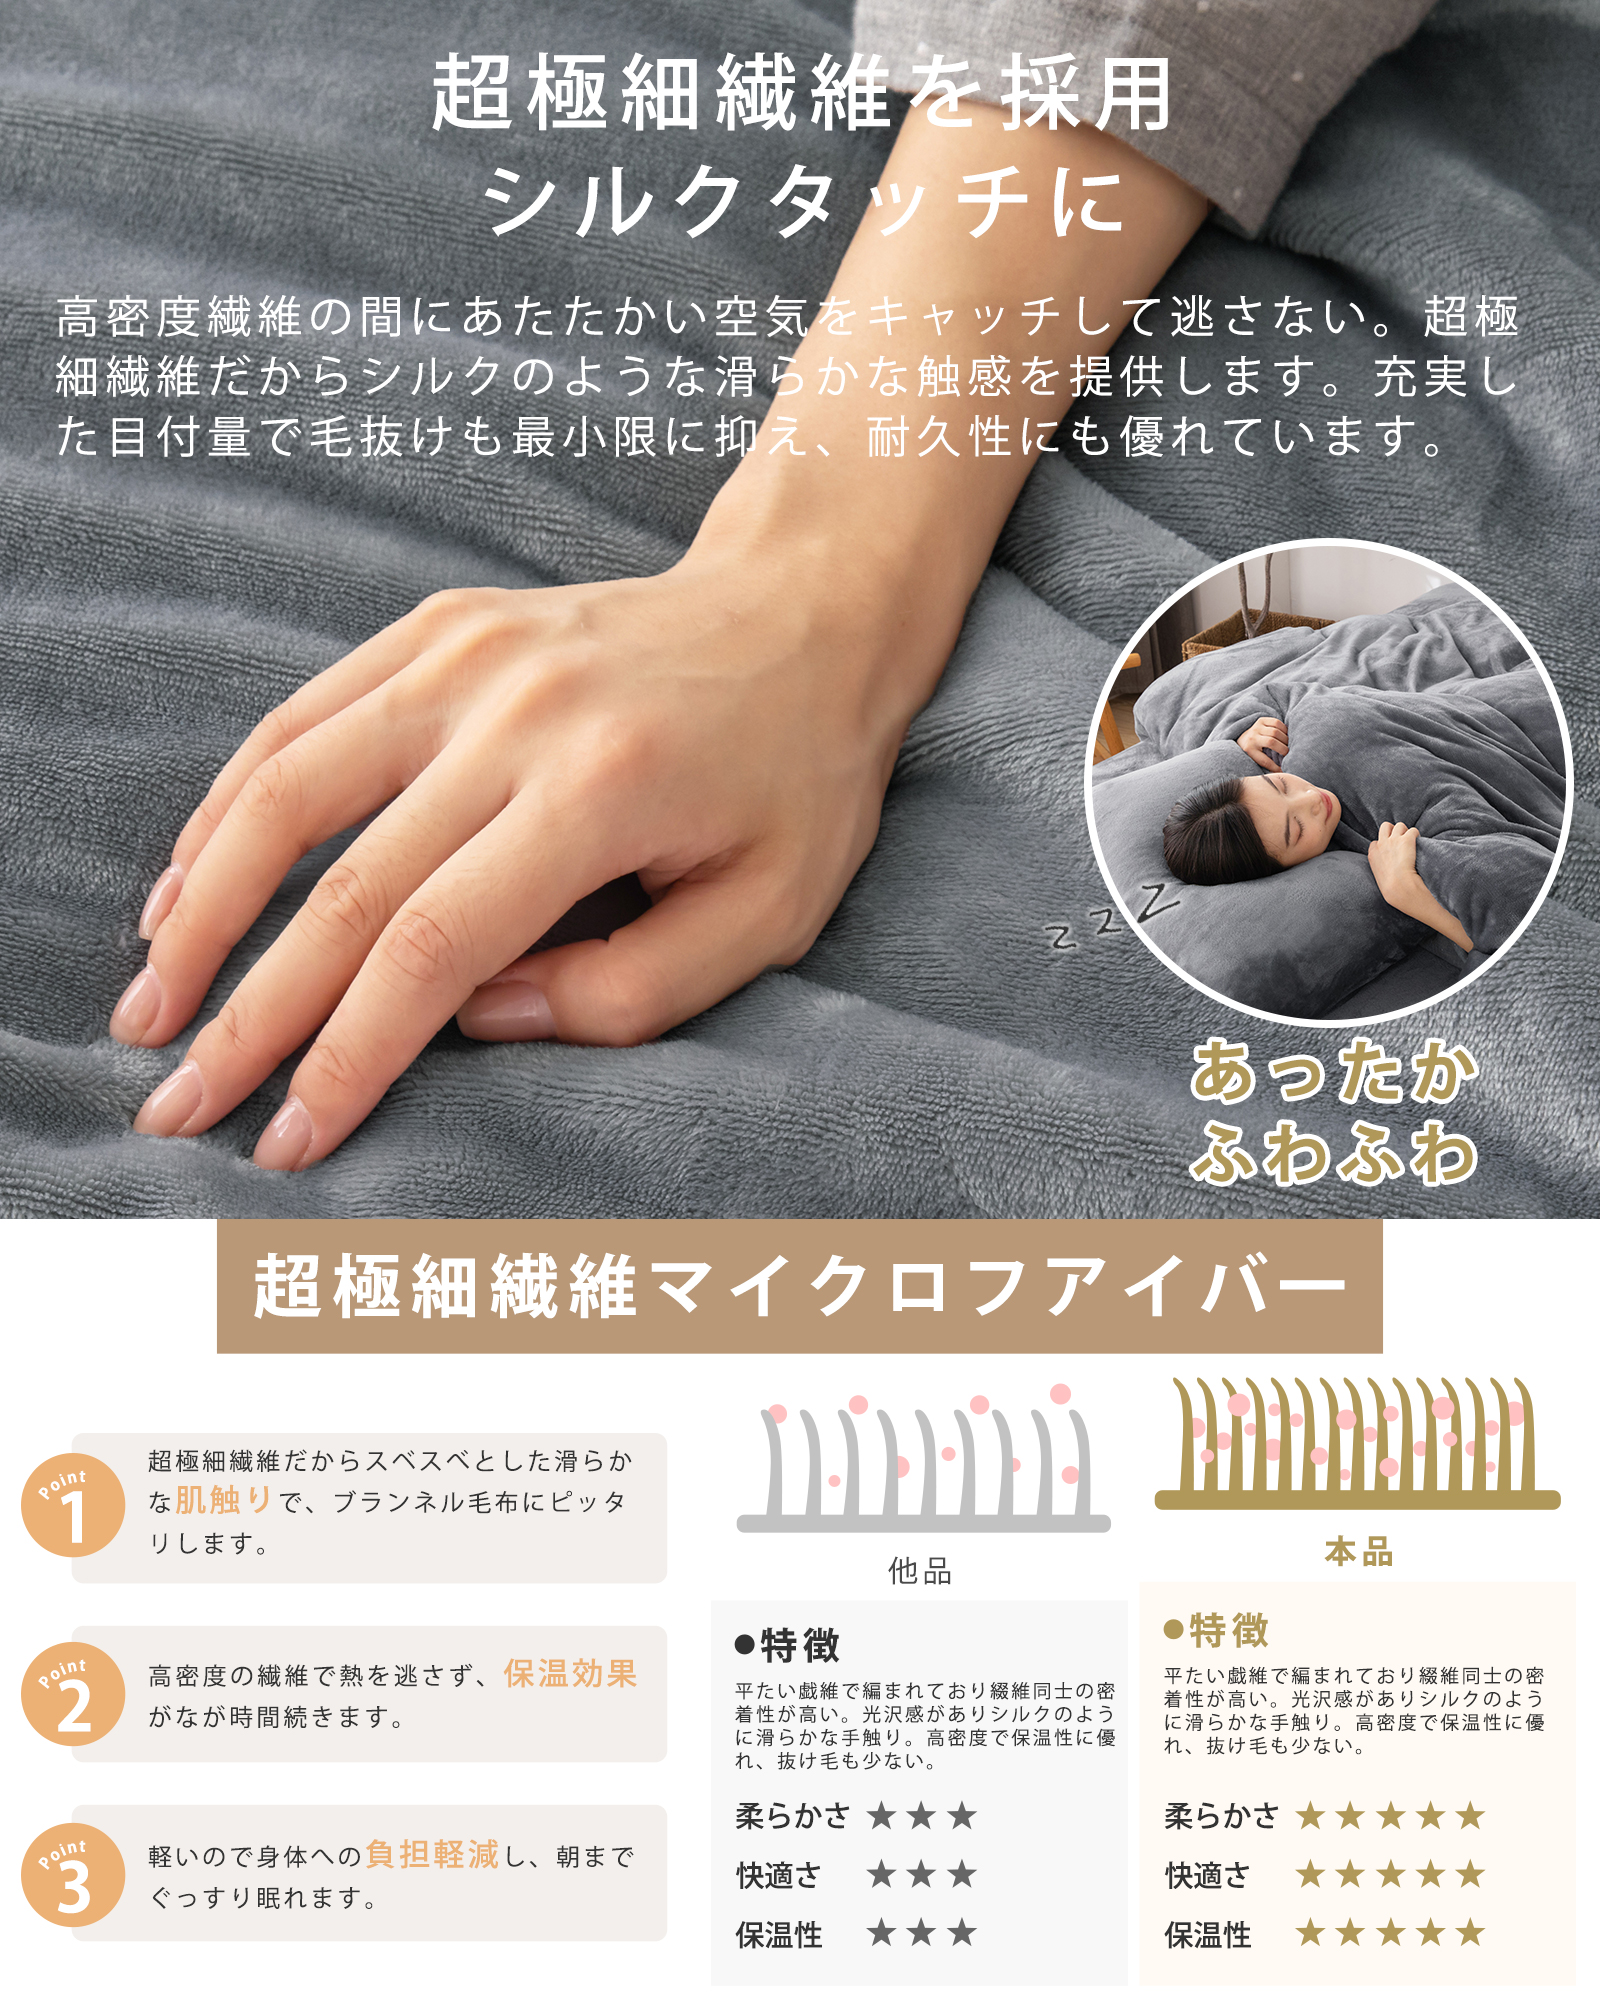 超極細繊維を採用
シルクタッチに
高密度繊維の間にあたたかい空気をキャッチして逃さない。超極
細繊維だからシルクのような滑らかな触感を提供します。充実し
た目付量で毛抜けも最小限に抑え、耐久性にも優れています。
z z Z
あったか
ふわふわ
超極細繊維マイクロフアイバー
Point
1
超極細繊維だからスベスベとした滑らか
な肌触りで、ブランネル毛布にピッタ
リします。
Point
2
高密度の繊維で熱を逃さず、保温効果
がなが時間続きます。
Point
3
軽いので身体への負担軽減し、朝まで
ぐっすり眠れます。
他品
●特徴
平たい戯維で編まれており綴維同士の密
着性が高い。光沢感がありシルクのよう
に滑らかな手触り。高密度で保温性に優
れ、抜け毛も少ない。
柔らかさ ★★★
快適さ ★★★
保温性 ★★★
本品
●特徴
平たい戯維で編まれており綴維同士の密
着性が高い。光沢感がありシルクのよう
に滑らかな手触り。高密度で保温性に優
れ、抜け毛も少ない。
柔らかさ ★★★★★
快適さ ★★★★★
保温性 ★★★★★